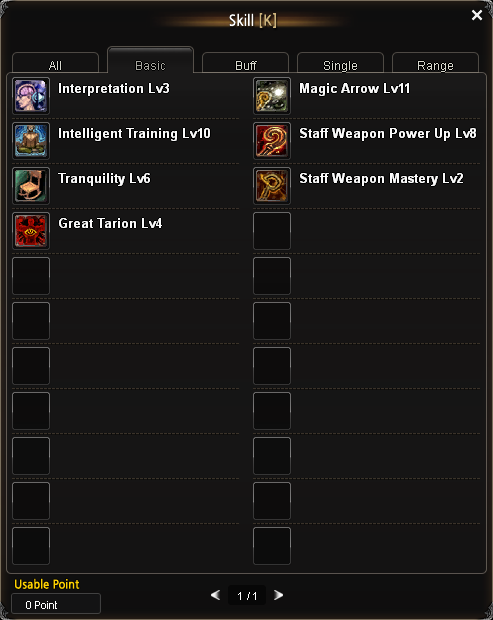 Skill [K]
All
Basic
Buff
Single
Range
Interpretation Lv3
Magic Arrow Lv11
Intelligent Training Lv10
Staff Weapon Power Up Lv8
Tranquility Lv6
Staff Weapon Mastery Lv2
Great Tarion Lv4
Usable Point
0 Point
1 / 1